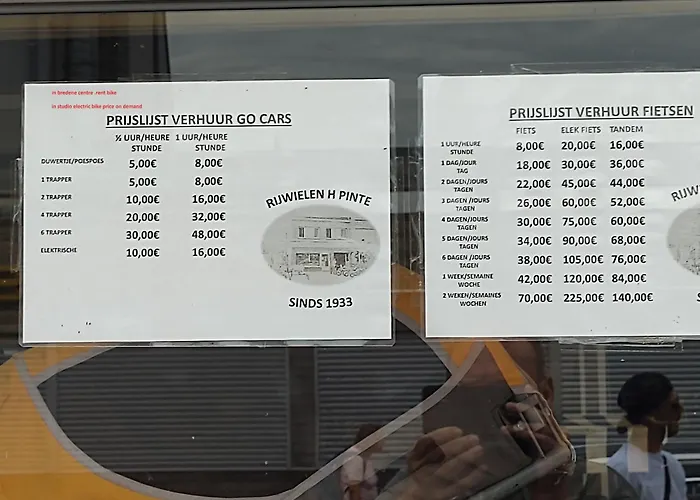 in bredene centre rent bike
in studio electric bike price on demand
PRIJSLIJST VERHUUR GO CARS
½ UUR/HEURE 1 UUR/HEURE
STUNDE STUNDE
DUWERTJE/POESPOES 5,00€ 8,00€
1 TRAPPER 5,00€ 8,00€
2 TRAPPER 10,00€ 16,00€
4 TRAPPER 20,00€ 32,00€
6 TRAPPER 30,00€ 48,00€
ELEKTRISCHE 10,00€ 16,00€
RIJWIELEN H PINTE
SINDS 1933
PRIJSLIJST VERHUUR FIETSEN
FIETS ELEK FIETS TANDEM
1 UUR/HEURE 8,00€ 20,00€ 16,00€
STUNDE
1 DAG/JOUR 18,00€ 30,00€ 36,00€
TAG
2 DAGEN/JOURS 22,00€ 45,00€ 44,00€
TAGEN
3 DAGEN/JOURS 26,00€ 60,00€ 52,00€
TAGEN
4 DAGEN/JOURS 30,00€ 75,00€ 60,00€
TAGEN
5 DAGEN/JOURS 34,00€ 90,00€ 68,00€
TAGEN
6 DAGEN/JOURS 38,00€ 105,00€ 76,00€
TAGEN
1 WEEK/SEMAINE 42,00€ 120,00€ 84,00€
WOCHE
2 WEKEN/SEMAINES 70,00€ 225,00€ 140,00€
WOCHEN